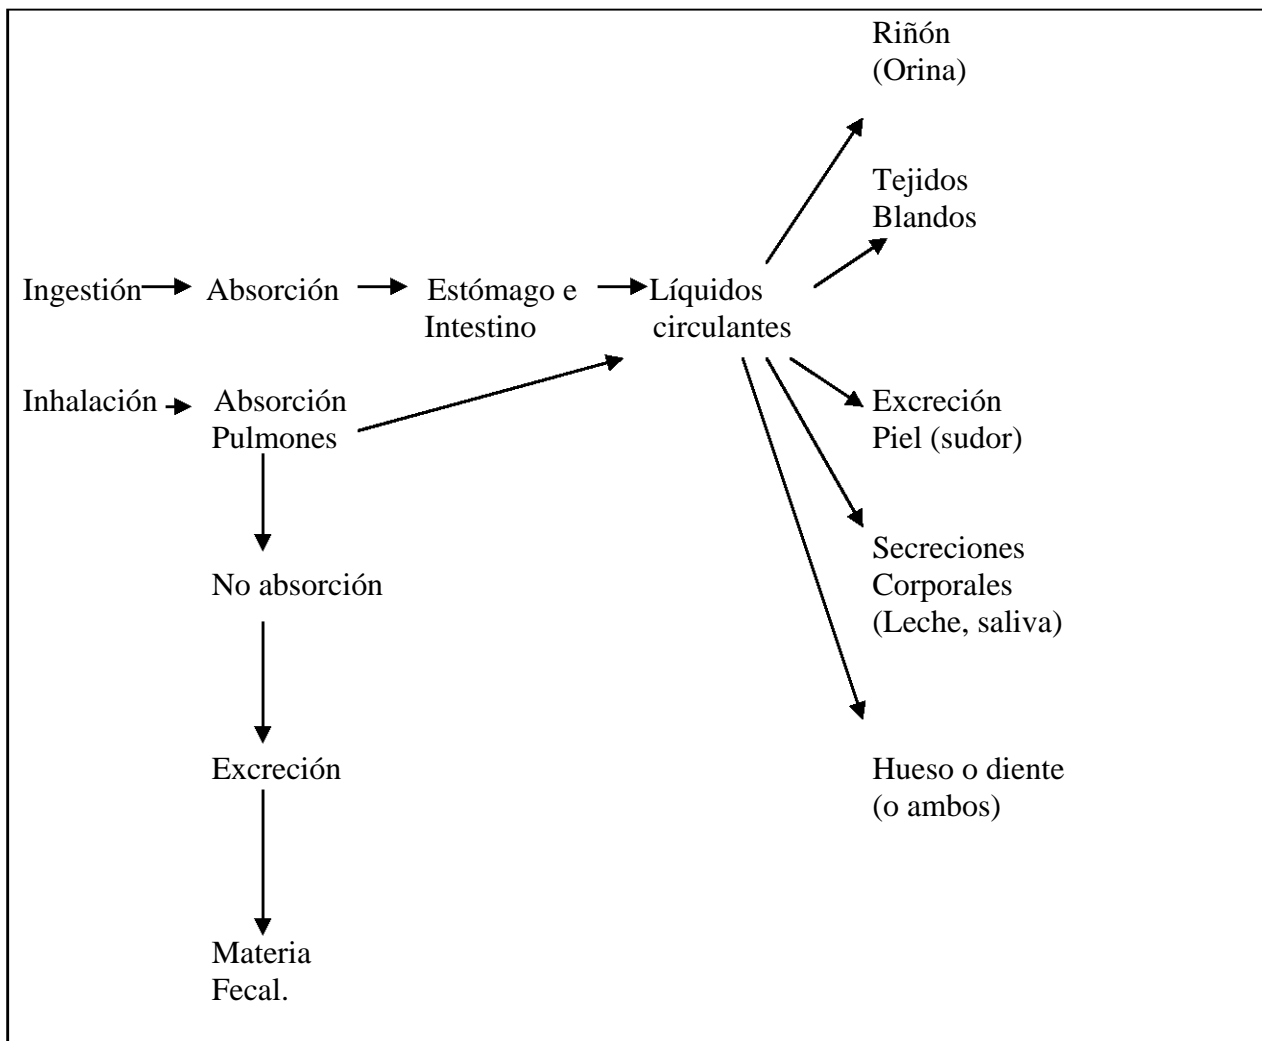 Riñón
(Orina)
Tejidos
Blandos
Ingestión Absorción Estómago e Líquidos
Intestino circulantes
Inhalación Absorción Excreción
Pulmones Piel (sudor)
Secreciones
No absorción Corporales
(Leche, saliva)
Excreción Hueso o diente
(o ambos)
Materia
Fecal.